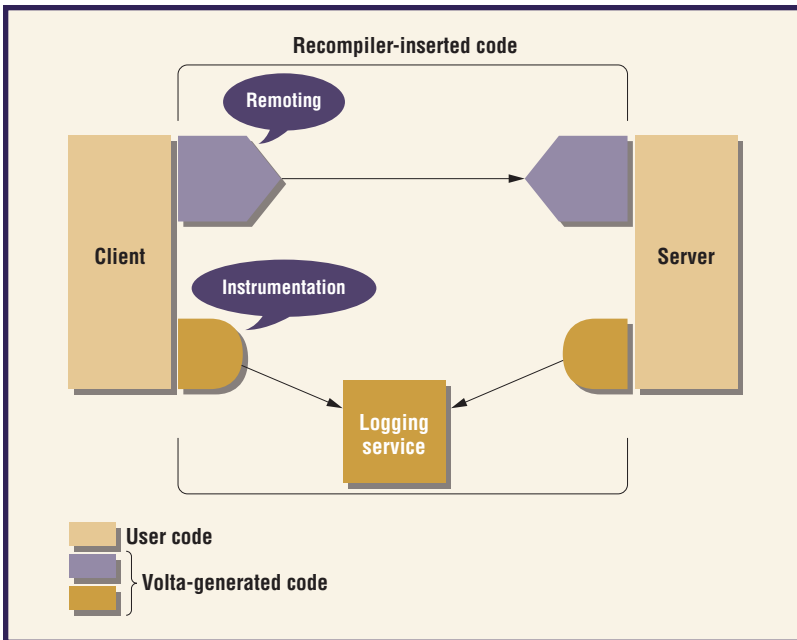 Recompiler-inserted code
Remoting
Client
Server
Instrumentation
Logging
service
User code
Volta-generated code